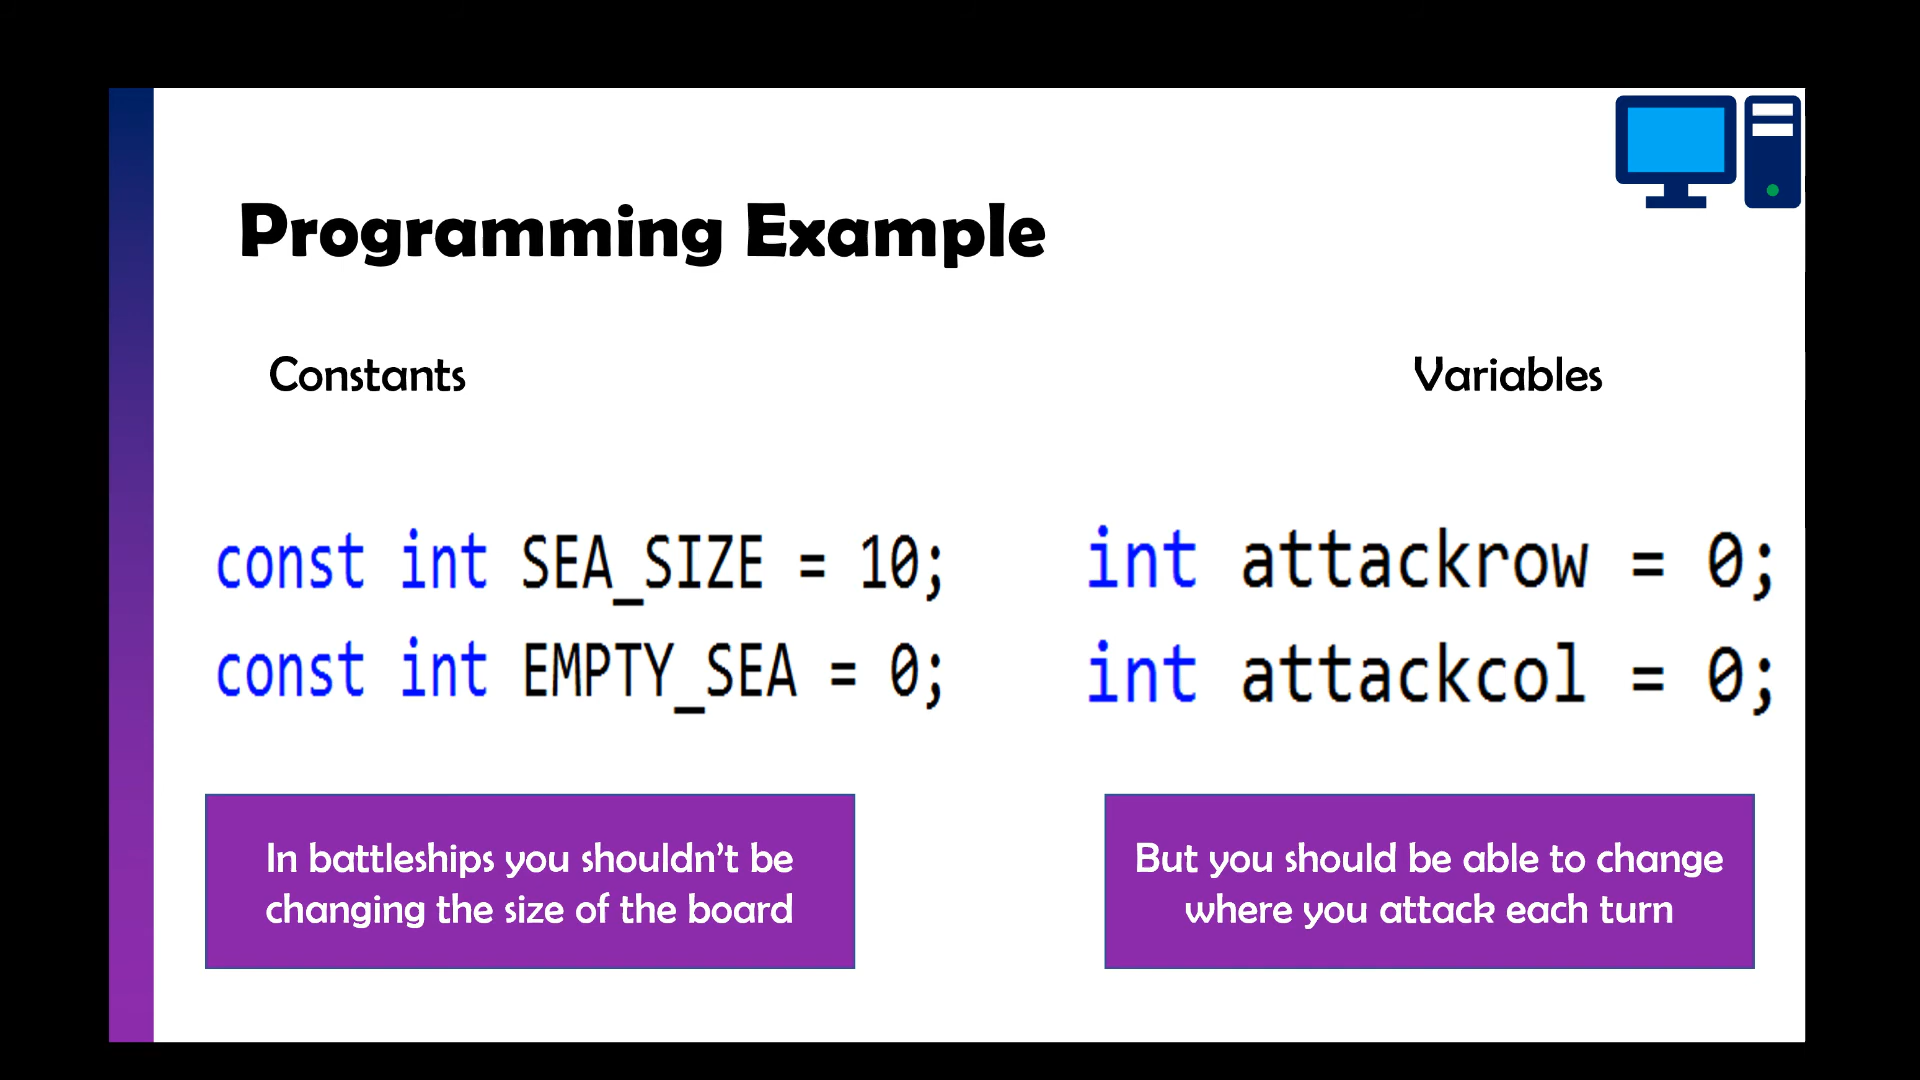 Programming Example
Constants
Variables
const int SEA_SIZE = 10;
const int EMPTY_SEA = 0;
int attackrow = 0;
int attackcol = 0;
In battleships you shouldn’t be
changing the size of the board
But you should be able to change
where you attack each turn